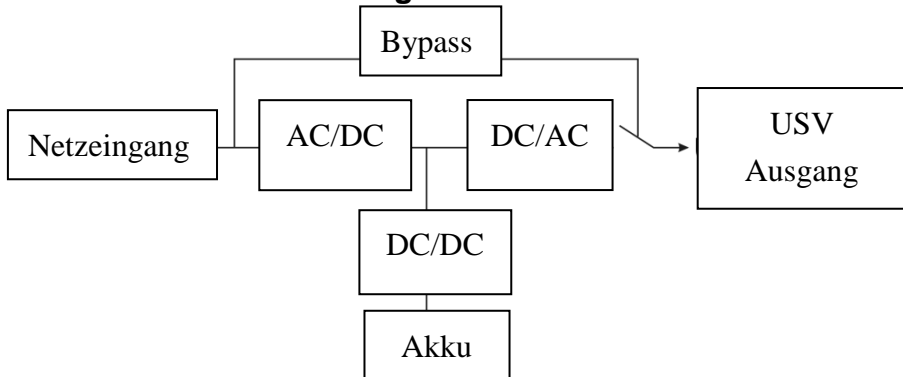 Bypass
Netzeingang
AC/DC
DC/AC
USV
Ausgang
DC/DC
Akku